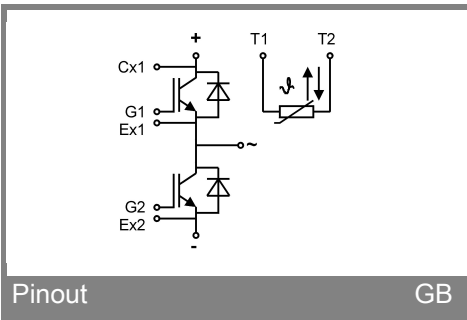 +
T1 T2
Cx1
ϑ
G1
Ex1
~
G2
Ex2
-
Pinout GB